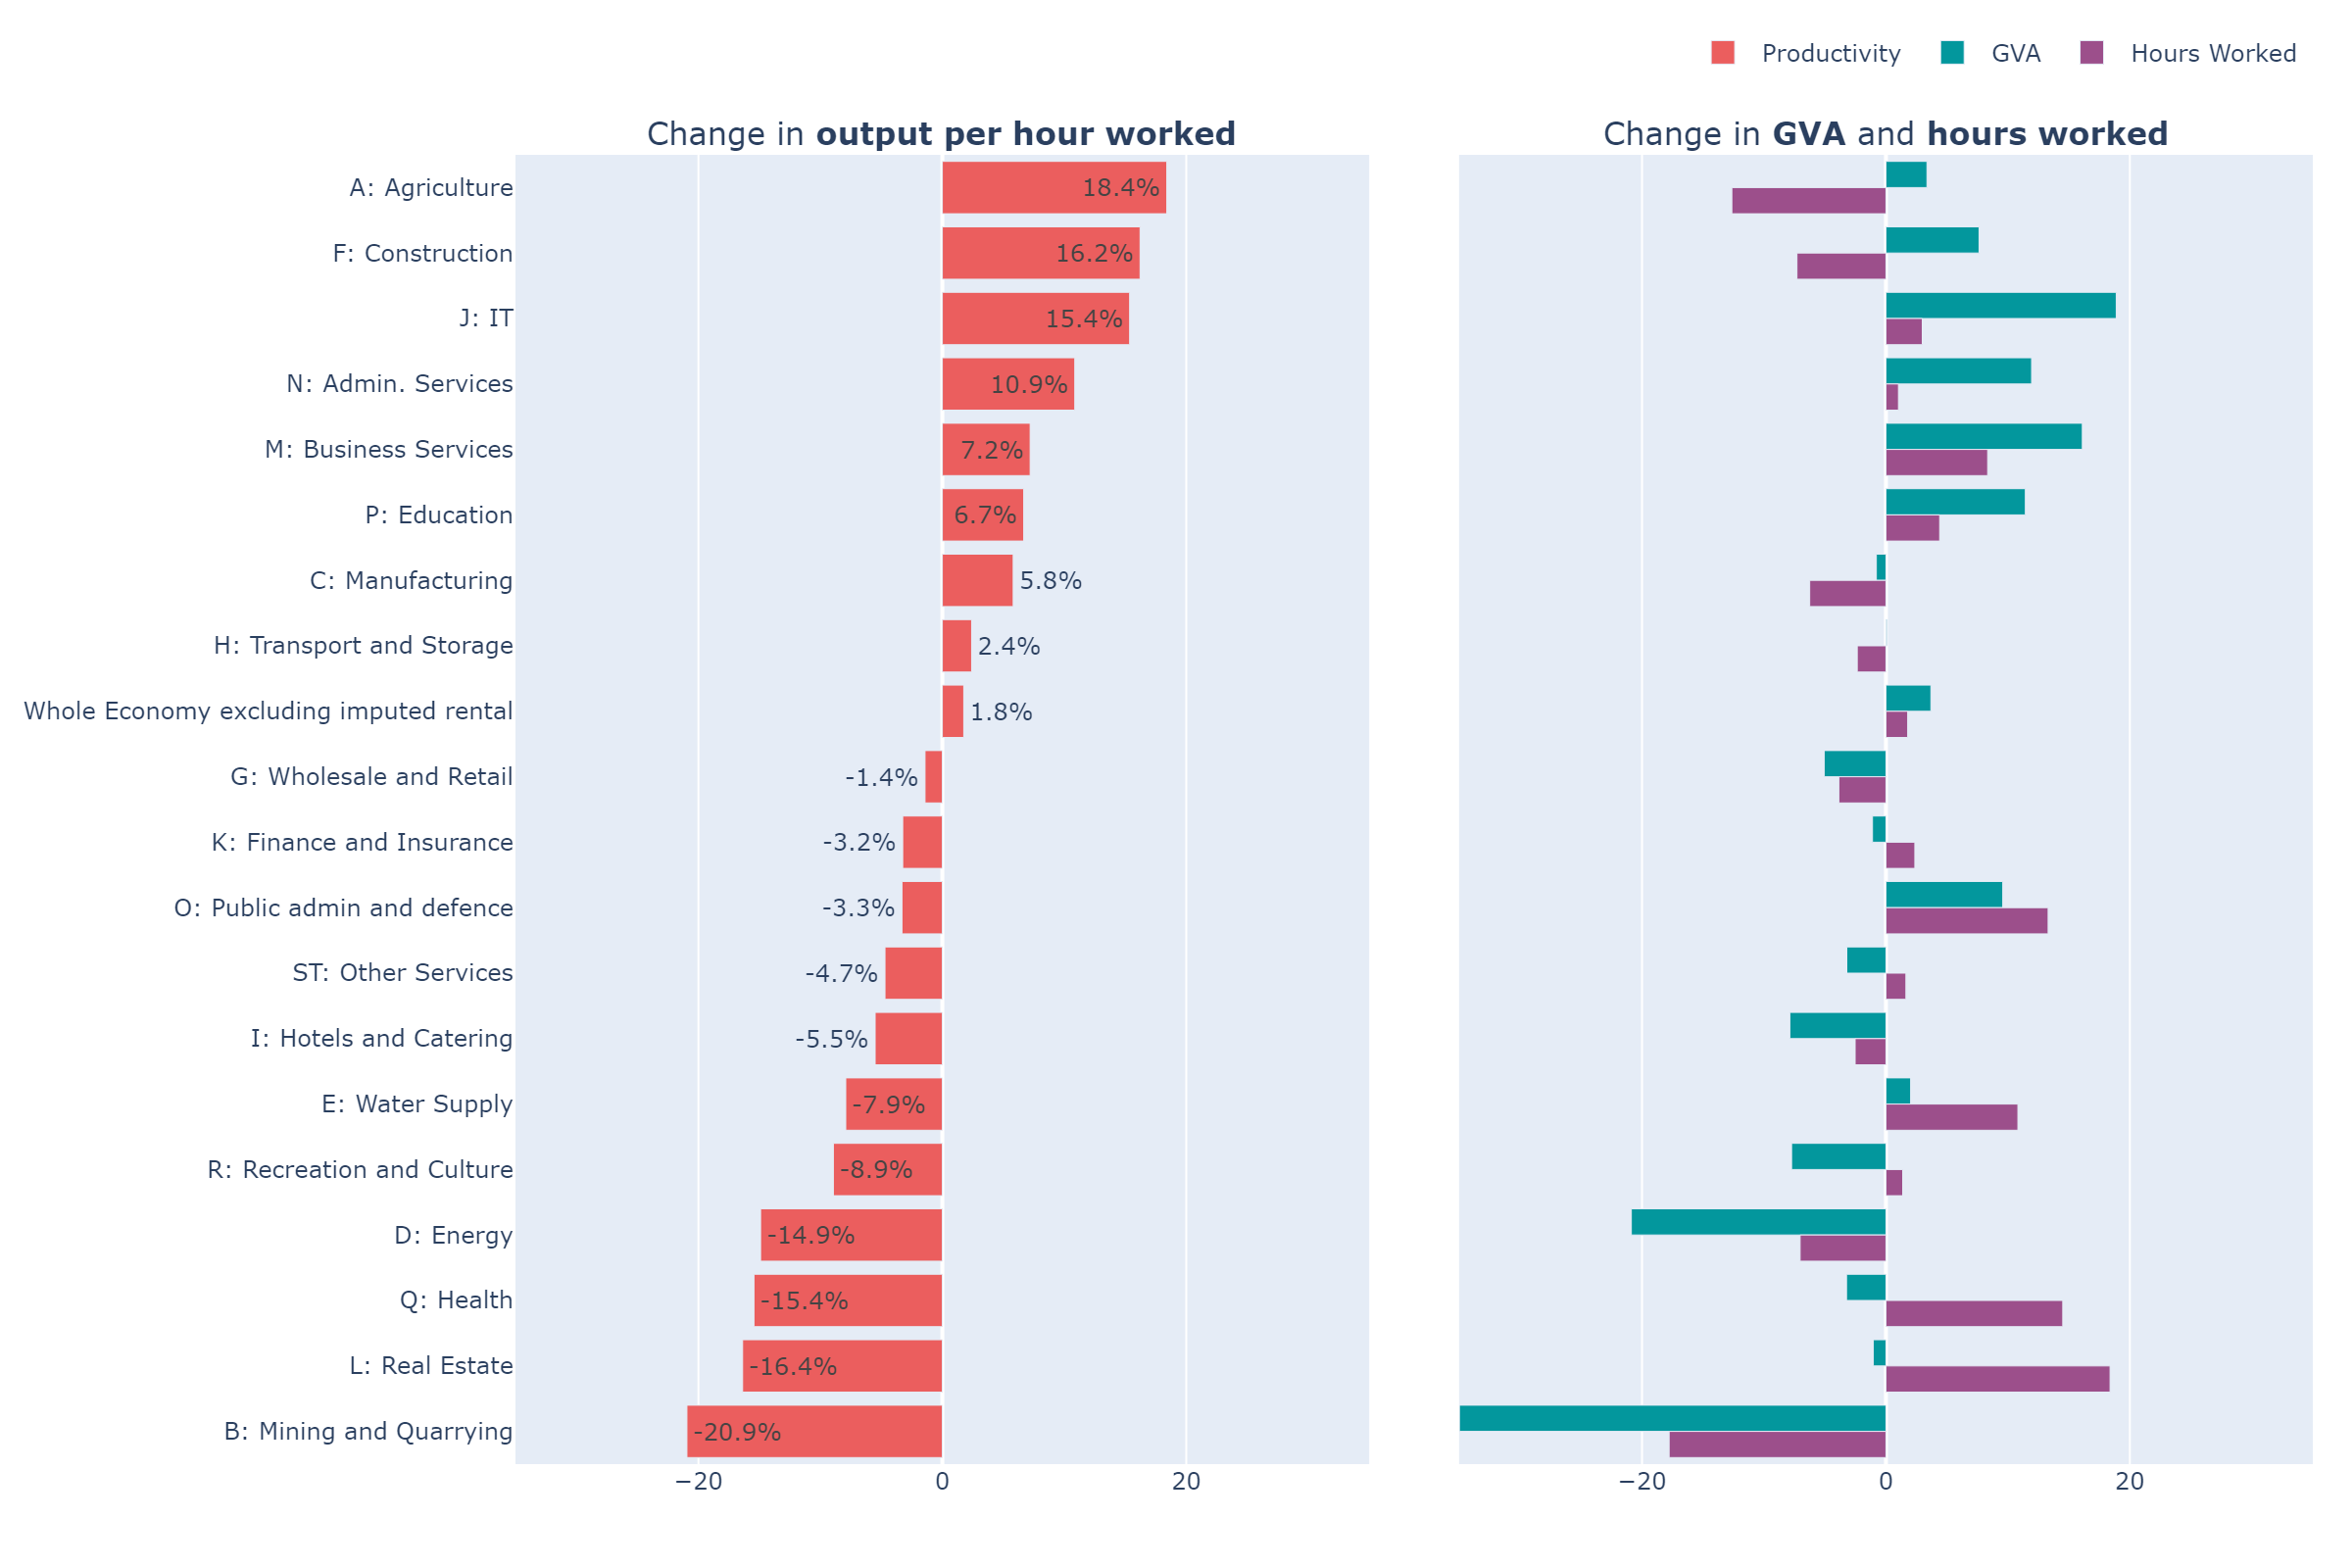 Productivity GVA Hours Worked
Change in output per hour worked
Change in GVA and hours worked
A: Agriculture 18.4%
F: Construction 16.2%
J: IT 15.4%
N: Admin. Services 10.9%
M: Business Services 7.2%
P: Education 6.7%
C: Manufacturing 5.8%
H: Transport and Storage 2.4%
Whole Economy excluding imputed rental 1.8%
G: Wholesale and Retail -1.4%
K: Finance and Insurance -3.2%
O: Public admin and defence -3.3%
ST: Other Services -4.7%
I: Hotels and Catering -5.5%
E: Water Supply -7.9%
R: Recreation and Culture -8.9%
D: Energy -14.9%
Q: Health -15.4%
L: Real Estate -16.4%
B: Mining and Quarrying -20.9%
−20 0 20
−20 0 20